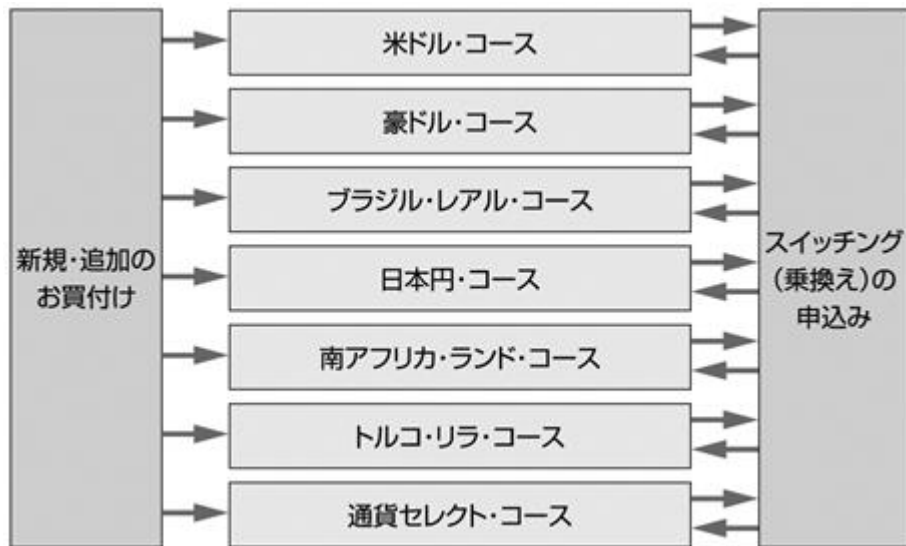 新規・追加の
お買付け
米ドル・コース
豪ドル・コース
ブラジル・レアル・コース
日本円・コース
南アフリカ・ランド・コース
トルコ・リラ・コース
通貨セレクト・コース
スイッチング
(乗換え)の
申込み